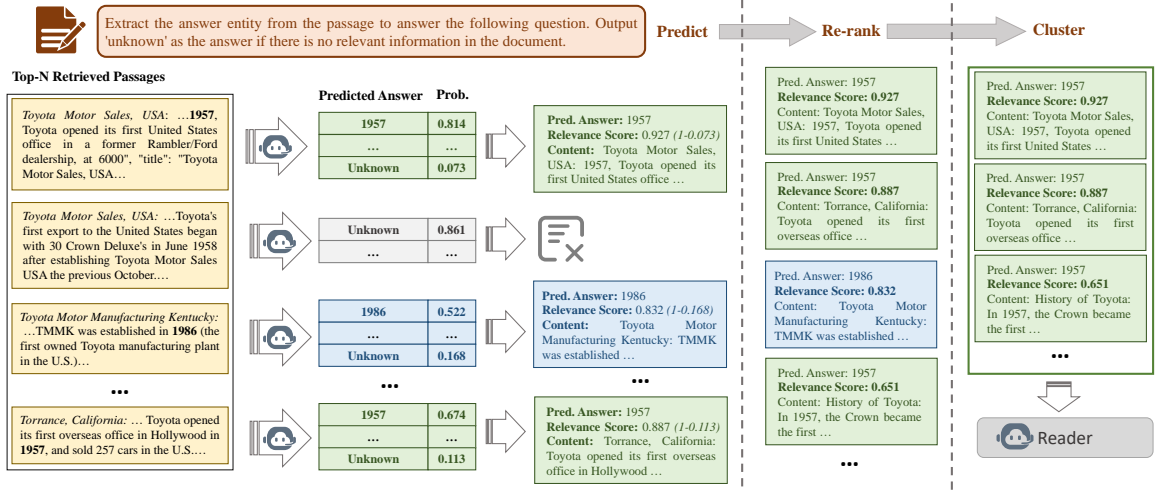 Extract the answer entity from the passage to answer the following question. Output
'unknown' as the answer if there is no relevant information in the document.
Predict
Re-rank
Cluster
Top-N Retrieved Passages
Toyota Motor Sales, USA: …1957,
Toyota opened its first United States
office in a former Rambler/Ford
dealership, at 6000", "title": "Toyota
Motor Sales, USA…
Toyota Motor Sales, USA: …Toyota's
first export to the United States began
with 30 Crown Deluxe's in June 1958
after establishing Toyota Motor Sales
USA the previous October.…
Toyota Motor Manufacturing Kentucky:
…TMMK was established in 1986 (the
first owned Toyota manufacturing plant
in the U.S.)…
•••
Torrance, California: … Toyota opened
its first overseas office in Hollywood in
1957, and sold 257 cars in the U.S.…
Predicted Answer Prob.
1957 0.814
… …
Unknown 0.073
Unknown 0.861
… …
1986 0.522
… …
Unknown 0.168
•••
1957 0.674
… …
Unknown 0.113
Pred. Answer: 1957
Relevance Score: 0.927 (1-0.073)
Content: Toyota Motor Sales,
USA: 1957, Toyota opened its
first United States office …
Pred. Answer: 1986
Relevance Score: 0.832 (1-0.168)
Content: Toyota Motor
Manufacturing Kentucky: TMMK
was established …
•••
Pred. Answer: 1957
Relevance Score: 0.887 (1-0.113)
Content: Torrance, California:
Toyota opened its first overseas
office in Hollywood …
Pred. Answer: 1957
Relevance Score: 0.927
Content: Toyota Motor Sales,
USA: 1957, Toyota opened
its first United States …
Pred. Answer: 1957
Relevance Score: 0.887
Content: Torrance, California:
Toyota opened its first
overseas office …
Pred. Answer: 1986
Relevance Score: 0.832
Content: Toyota Motor
Manufacturing Kentucky:
TMMK was established …
Pred. Answer: 1957
Relevance Score: 0.651
Content: History of Toyota:
In 1957, the Crown became
the first …
•••
Pred. Answer: 1957
Relevance Score: 0.927
Content: Toyota Motor Sales,
USA: 1957, Toyota opened
its first United States …
Pred. Answer: 1957
Relevance Score: 0.887
Content: Torrance, California:
Toyota opened its first
overseas office …
Pred. Answer: 1957
Relevance Score: 0.651
Content: History of Toyota:
In 1957, the Crown became
the first …
•••
Reader